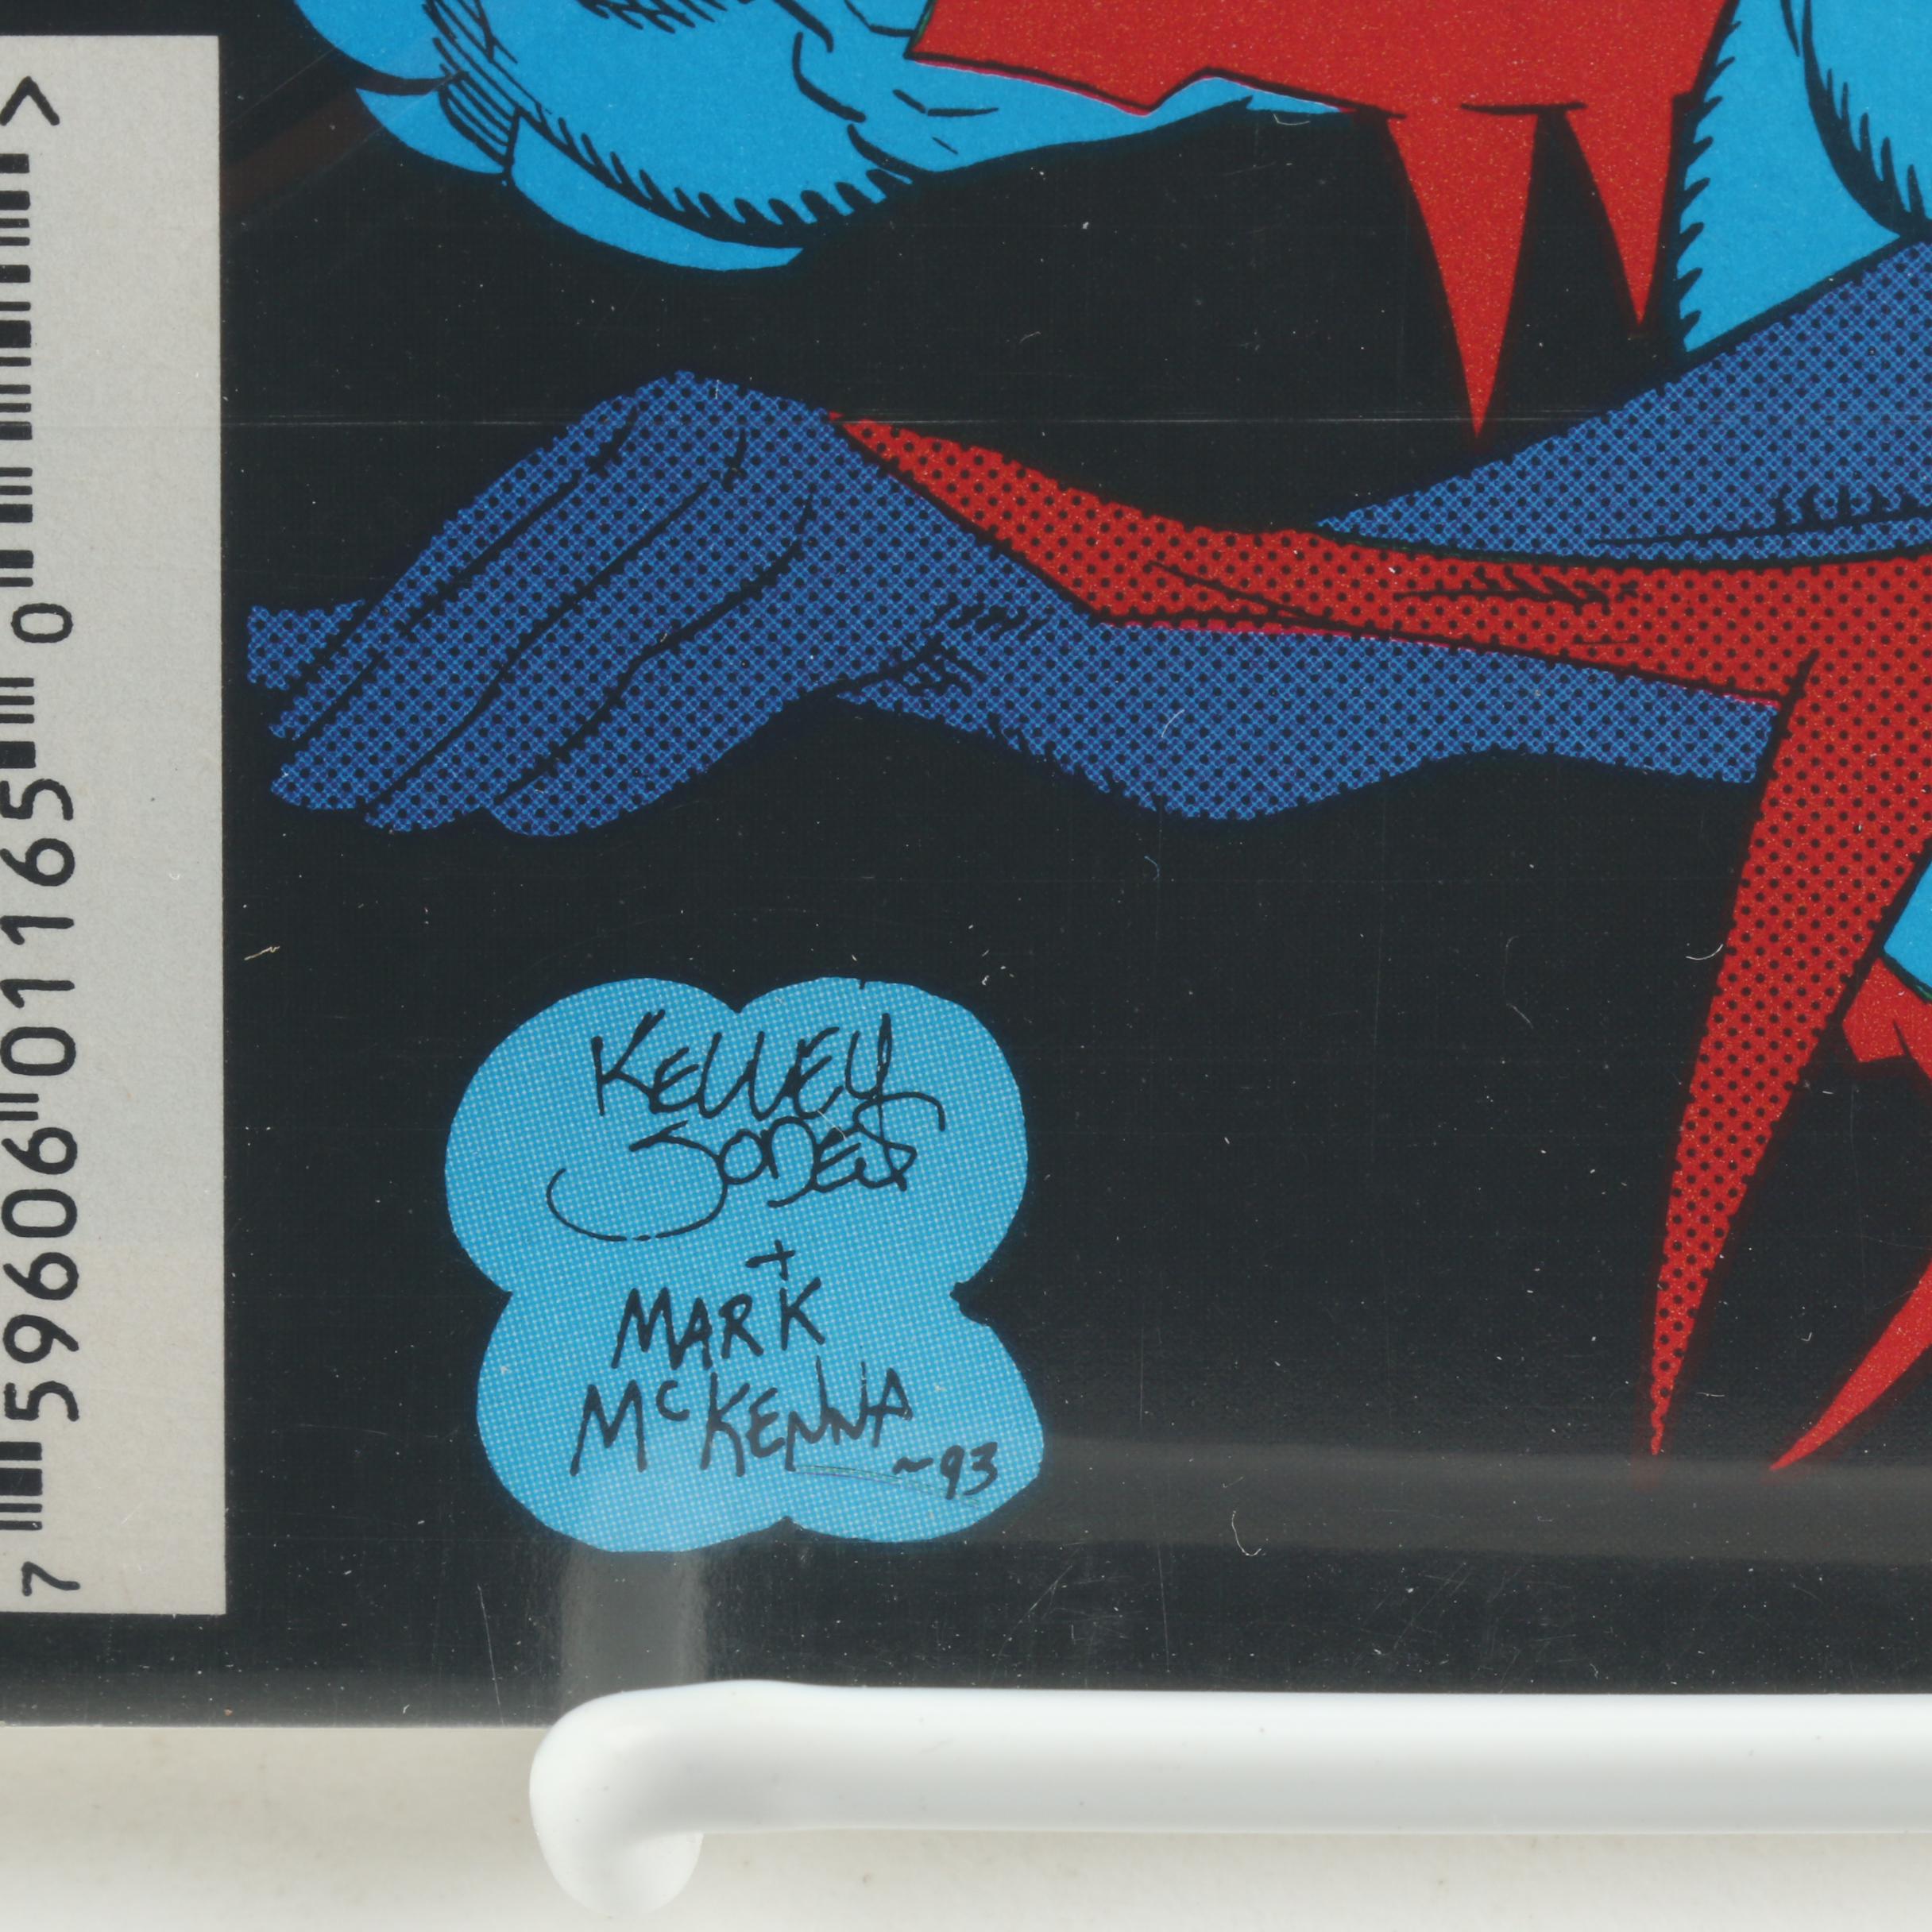 7 59606 01165 0 >
KELLEY
JONES
+
MARK
McKENNA
~93